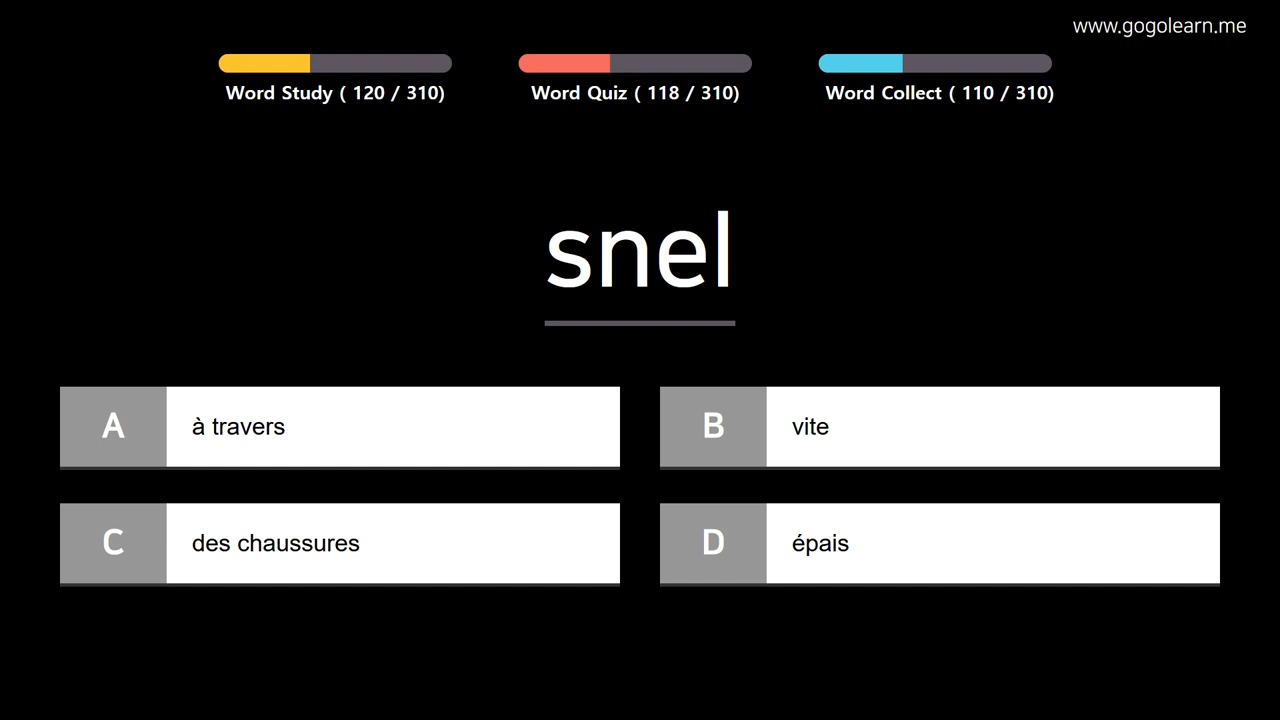 www.gogolearn.me
Word Study ( 120 / 310)
Word Quiz ( 118 / 310)
Word Collect ( 110 / 310)
snel
A
à travers
B
vite
C
des chaussures
D
épais